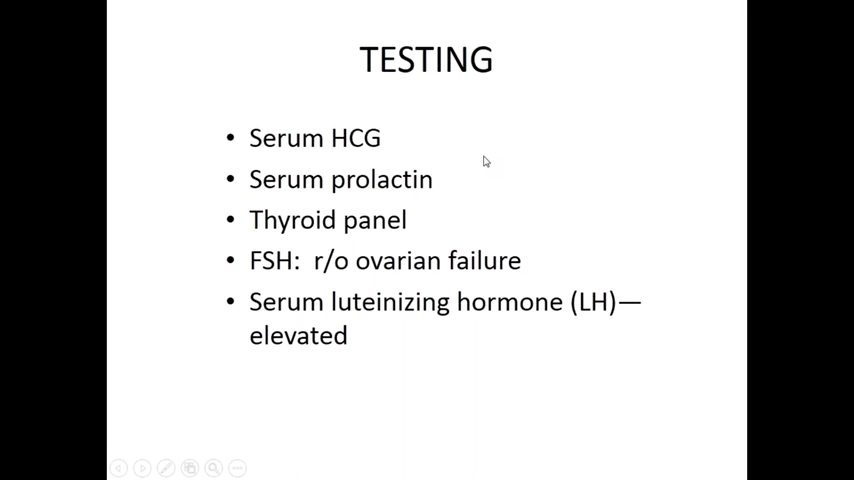 TESTING
• Serum HCG
• Serum prolactin
• Thyroid panel
• FSH:  r/o ovarian failure
• Serum luteinizing hormone (LH)—
elevated